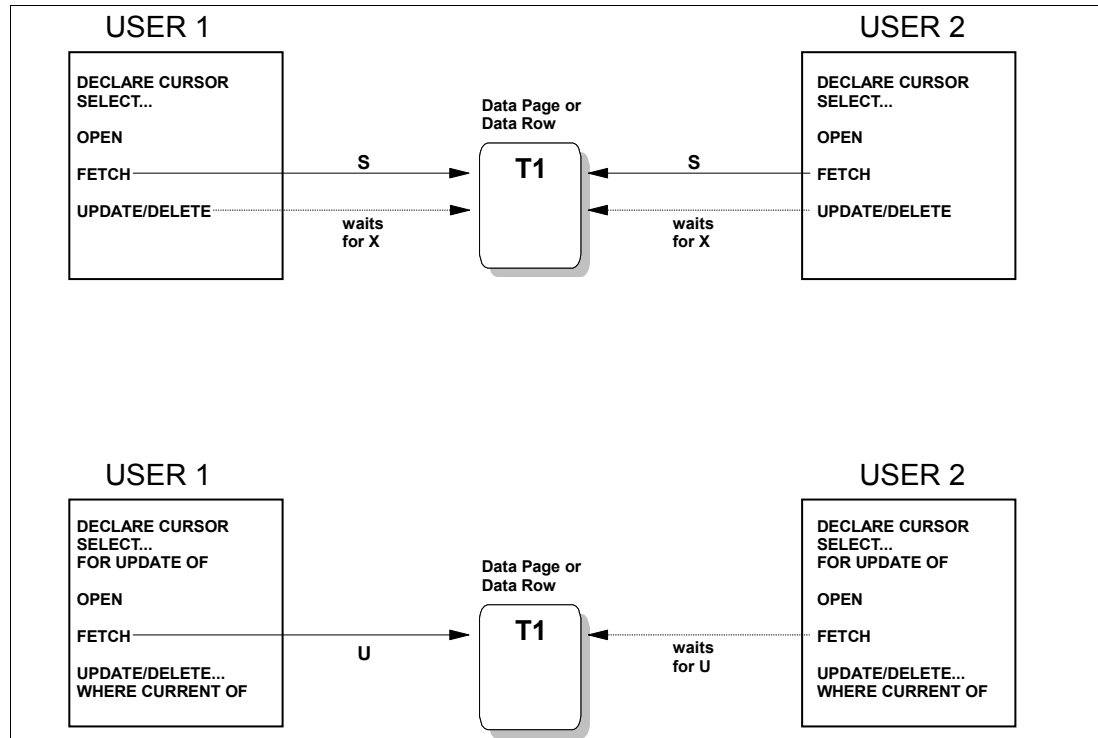 USER 1
DECLARE CURSOR
SELECT...
OPEN
FETCH
UPDATE/DELETE
S
waits
for X
Data Page or
Data Row
T1
S
waits
for X
USER 2
DECLARE CURSOR
SELECT...
OPEN
FETCH
UPDATE/DELETE
USER 1
DECLARE CURSOR
SELECT...
FOR UPDATE OF
OPEN
FETCH
UPDATE/DELETE...
WHERE CURRENT OF
U
Data Page or
Data Row
T1
waits
for U
USER 2
DECLARE CURSOR
SELECT...
FOR UPDATE OF
OPEN
FETCH
UPDATE/DELETE...
WHERE CURRENT OF